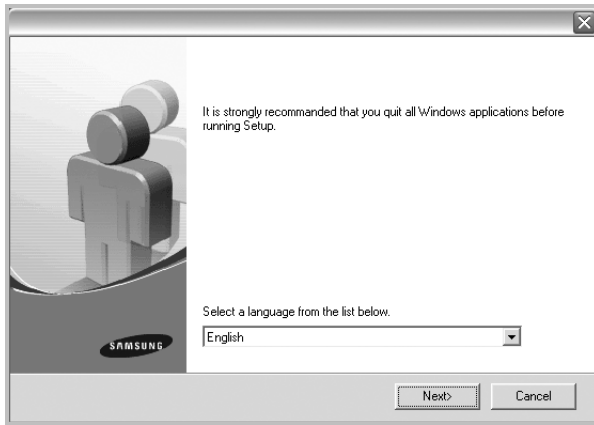 It is strongly recommanded that you quit all Windows applications before
running Setup.
Select a language from the list below.
English
SAMSUNG
Next>
Cancel